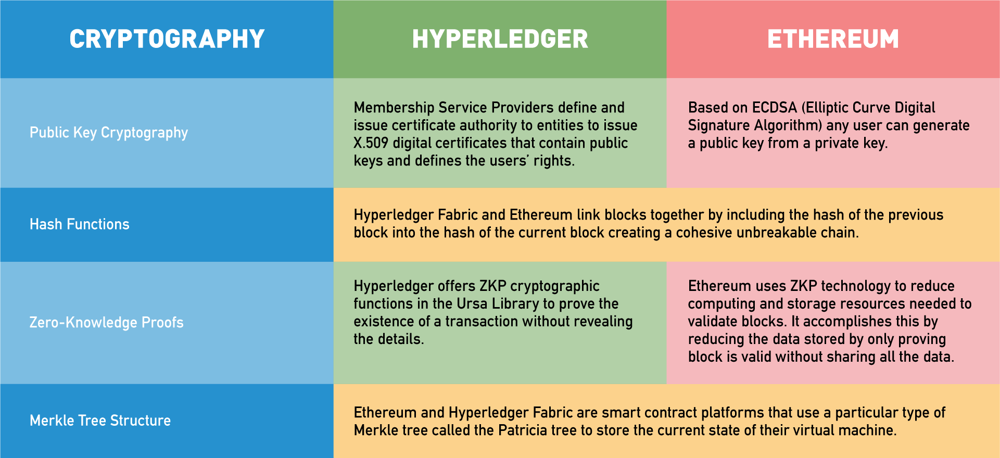 CRYPTOGRAPHY
HYPERLEDGER
ETHEREUM
Public Key Cryptography
Membership Service Providers define and
issue certificate authority to entities to issue
X.509 digital certificates that contain public
keys and defines the users’ rights.
Based on ECDSA (Elliptic Curve Digital
Signature Algorithm) any user can generate
a public key from a private key.
Hash Functions
Hyperledger Fabric and Ethereum link blocks together by including the hash of the previous
block into the hash of the current block creating a cohesive unbreakable chain.
Zero-Knowledge Proofs
Hyperledger offers ZKP cryptographic
functions in the Ursa Library to prove the
existence of a transaction without revealing
the details.
Ethereum uses ZKP technology to reduce
computing and storage resources needed to
validate blocks. It accomplishes this by
reducing the data stored by only proving
block is valid without sharing all the data.
Merkle Tree Structure
Ethereum and Hyperledger Fabric are smart contract platforms that use a particular type of
Merkle tree called the Patricia tree to store the current state of their virtual machine.